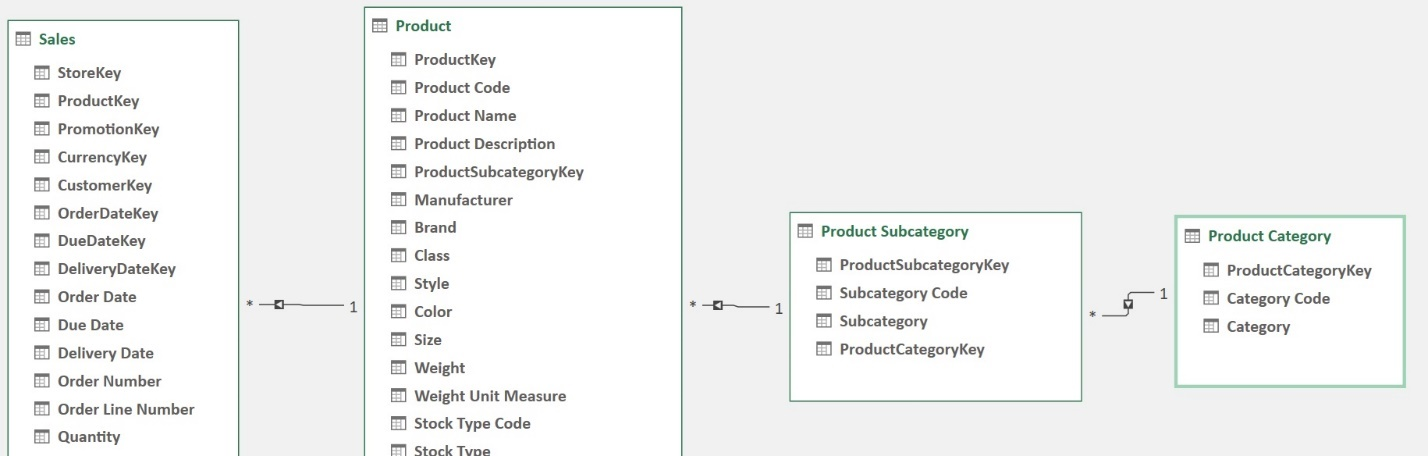 Sales
StoreKey
ProductKey
PromotionKey
CurrencyKey
CustomerKey
OrderDateKey
DueDateKey
DeliveryDateKey
Order Date
Due Date
Delivery Date
Order Number
Order Line Number
Quantity
* 1
Product
ProductKey
Product Code
Product Name
Product Description
ProductSubcategoryKey
Manufacturer
Brand
Class
Style
Color
Size
Weight
Weight Unit Measure
Stock Type Code
Stock Type
* 1
Product Subcategory
ProductSubcategoryKey
Subcategory Code
Subcategory
ProductCategoryKey
* 1
Product Category
ProductCategoryKey
Category Code
Category